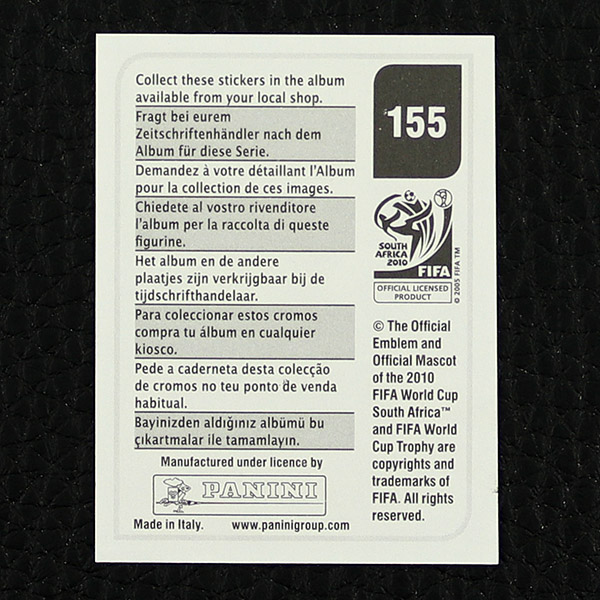 Collect these stickers in the album
available from your local shop.
Fragt bei eurem
Zeitschriftenhändler nach dem
Album für diese Serie.
Demandez à votre détaillant l'Album
pour la collection de ces images.
Chiedete al vostro rivenditore
l'album per la raccolta di queste
figurine.
Het album en de andere
plaatjes zijn verkrijgbaar bij de
tijdschrifthandelaar.
Para coleccionar estos cromos
compra tu álbum en cualquier
kiosco.
Pede a caderneta desta colecção
de cromos no teu ponto de venda
habitual.
Bayinizden aldığınız albümü bu
çıkartmalar ile tamamlayın.
Manufactured under licence by
PANINI
Made in Italy. www.paninigroup.com
155
SOUTH
AFRICA
2010
FIFA
© 2005 FIFA TM
OFFICIAL LICENSED
PRODUCT
© The Official
Emblem and
Official Mascot
of the 2010
FIFA World Cup
South Africa™
and FIFA World
Cup Trophy are
copyrights and
trademarks of
FIFA. All rights
reserved.